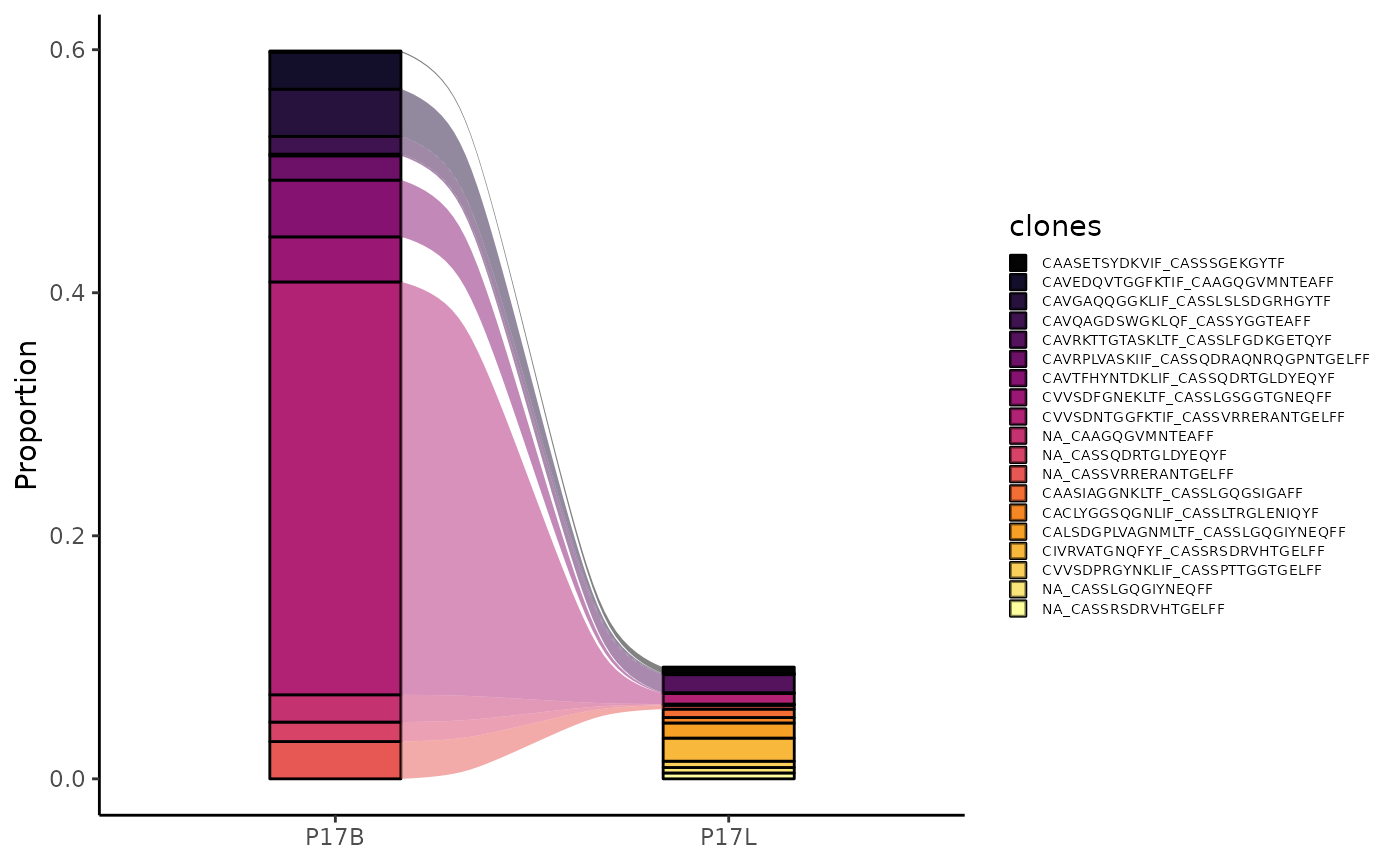 0.6
0.4
0.2
0.0
Proportion
P17B
P17L
clones
CAASETSYDKVIF_CASSSGEKGYTF
CAVEDQVTGGFKTIF_CAAGQGVMNTEAFF
CAVGAQQGGKLIF_CASSLSLSDGRHGYTF
CAVQAGDSWGKLQF_CASSYGGTEAFF
CAVRKTTGTASKLTF_CASSLFGDKGETQYF
CAVRPLVASKIIF_CASSQDRAQNRQGPNTGELFF
CAVTFHYNTDKLIF_CASSQDRTGLDYEQYF
CVVSDFGNEKLTF_CASSLGSGGTGNEQFF
CVVSDNTGGFKTIF_CASSVRRERANTGELFF
NA_CAAGQGVMNTEAFF
NA_CASSQDRTGLDYEQYF
NA_CASSVRRERANTGELFF
CAASIAGGNKLTF_CASSLGQGSIGAFF
CACLYGGSQGNLIF_CASSLTRGLENIQYF
CALSDGPLVAGNMLTF_CASSLGQGIYNEQFF
CIVRVATGNQFYF_CASSRSDRVHTGELFF
CVVSDPRGYNKLIF_CASSPTTGGTGELFF
NA_CASSLGQGIYNEQFF
NA_CASSRSDRVHTGELFF